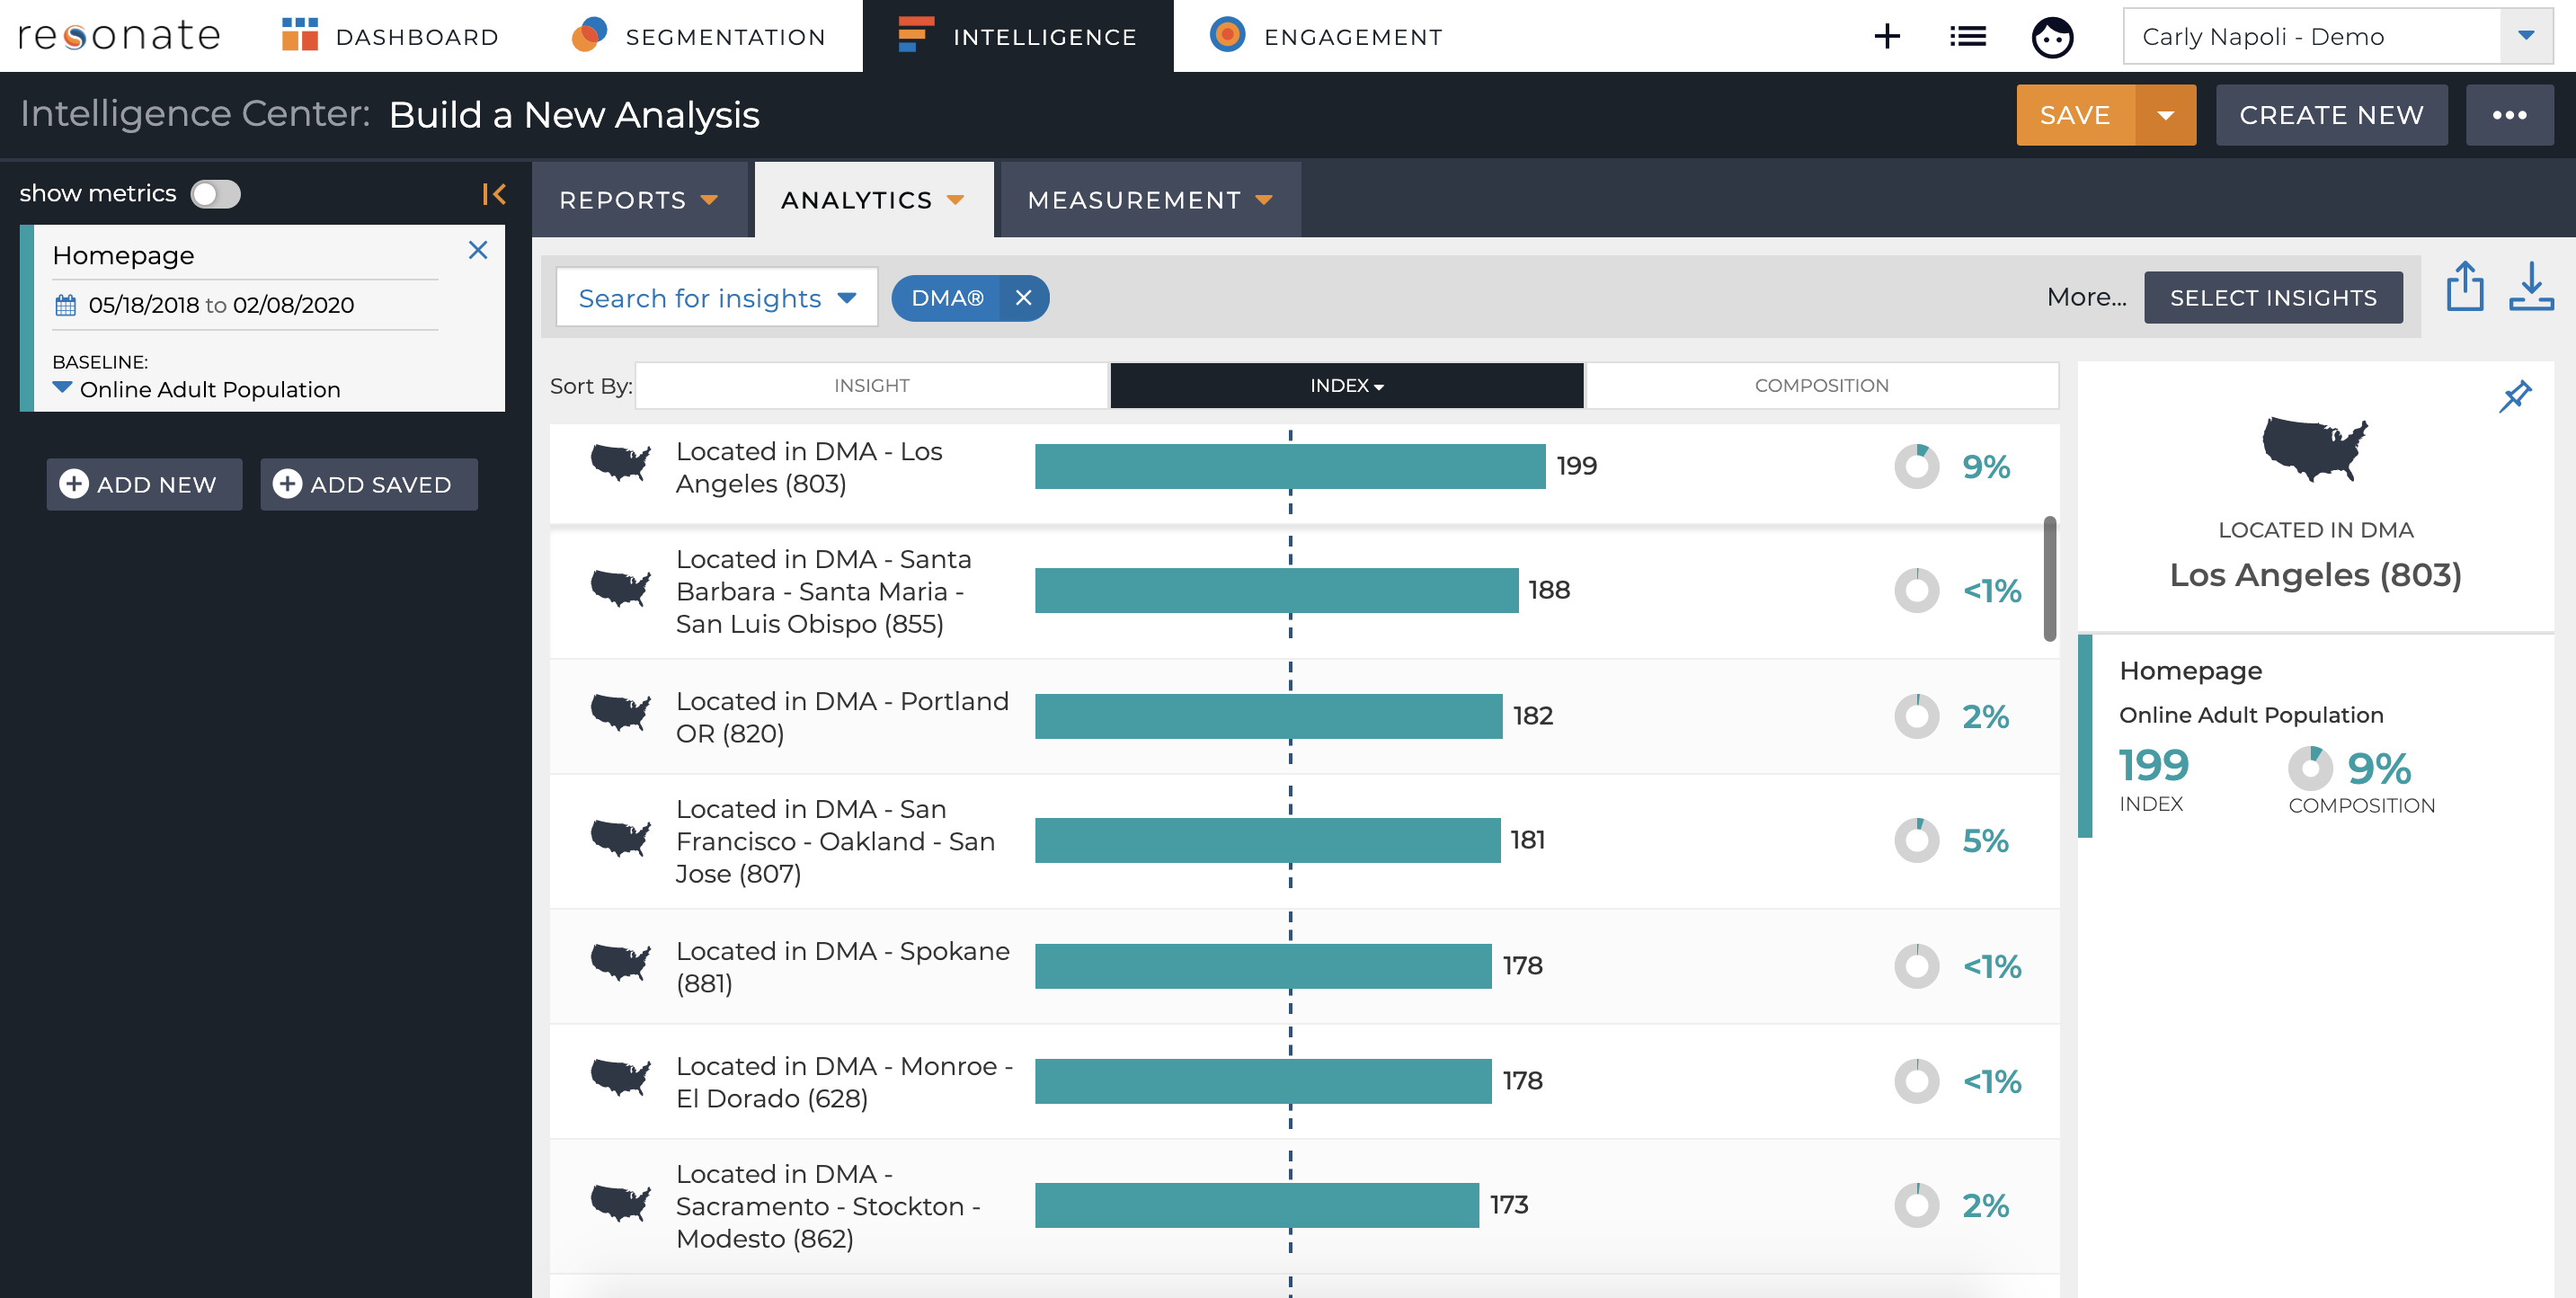 resonate
DASHBOARD
SEGMENTATION
INTELLIGENCE
ENGAGEMENT
Carly Napoli - Demo
Intelligence Center: Build a New Analysis
SAVE
CREATE NEW
show metrics
REPORTS
ANALYTICS
MEASUREMENT
Homepage
05/18/2018 to 02/08/2020
BASELINE:
Online Adult Population
ADD NEW
ADD SAVED
Search for insights
DMA®
More...
SELECT INSIGHTS
Sort By:
INSIGHT
INDEX
COMPOSITION
Located in DMA - Los
Angeles (803)
199
9%
Located in DMA - Santa
Barbara - Santa Maria -
San Luis Obispo (855)
188
<1%
Located in DMA - Portland
OR (820)
182
2%
Located in DMA - San
Francisco - Oakland - San
Jose (807)
181
5%
Located in DMA - Spokane
(881)
178
<1%
Located in DMA - Monroe -
El Dorado (628)
178
<1%
Located in DMA -
Sacramento - Stockton -
Modesto (862)
173
2%
LOCATED IN DMA
Los Angeles (803)
Homepage
Online Adult Population
199
INDEX
9%
COMPOSITION